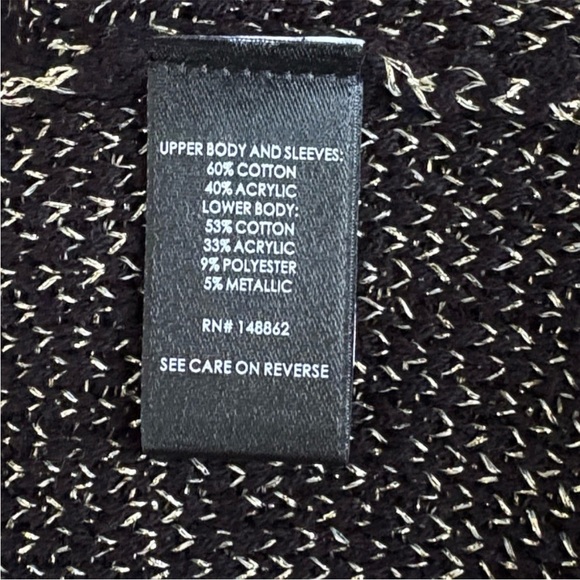 UPPER BODY AND SLEEVES:
60% COTTON
40% ACRYLIC
LOWER BODY:
53% COTTON
33% ACRYLIC
9% POLYESTER
5% METALLIC
RN# 148862
SEE CARE ON REVERSE